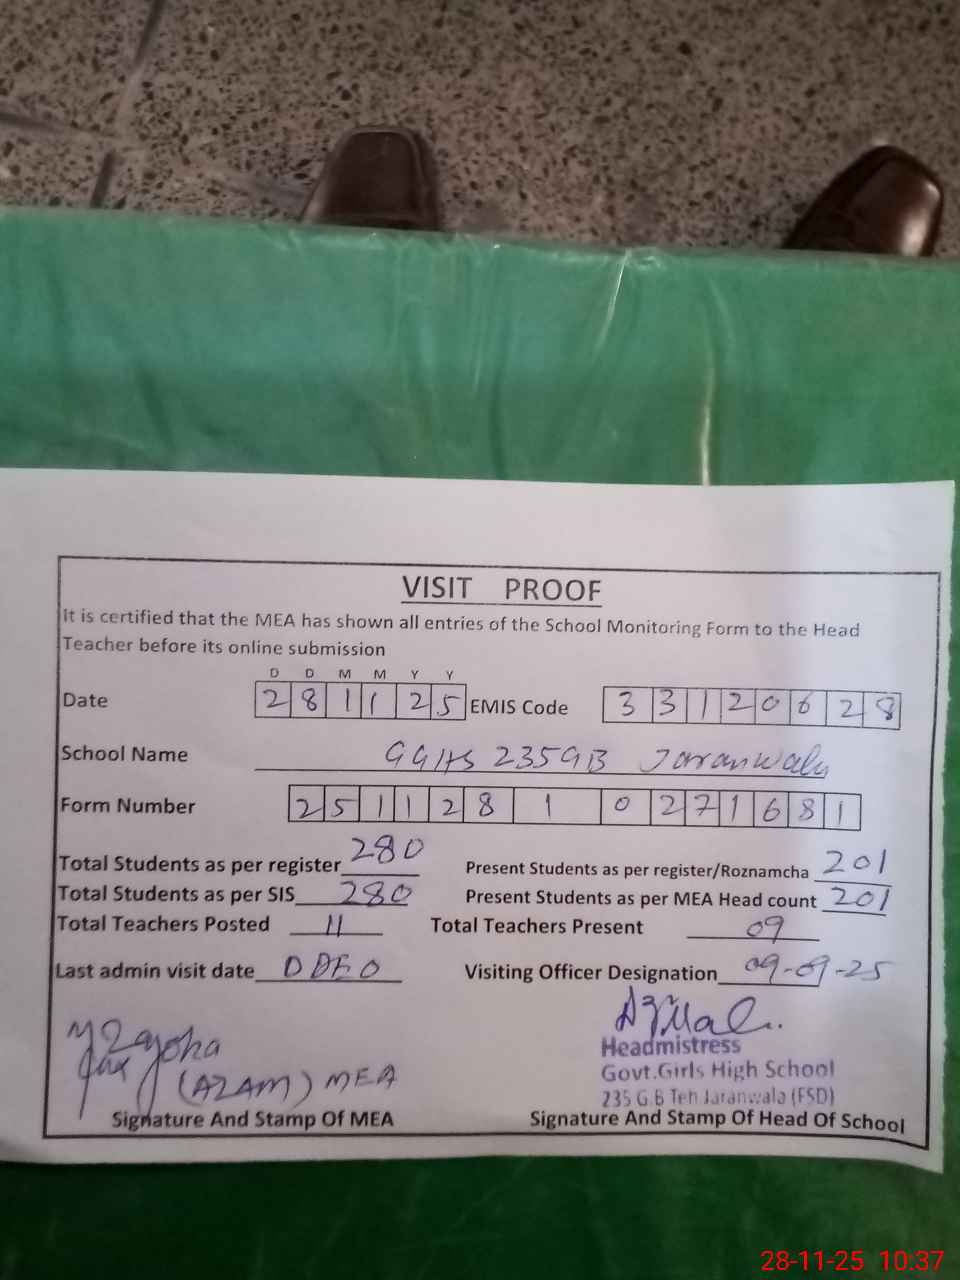 VISIT PROOF
It is certified that the MEA has shown all entries of the School Monitoring Form to the Head
Teacher before its online submission
D D M M Y Y
Date 2 8 1 1 2 5 EMIS Code 3 3 1 2 0 6 2 8
School Name GGHS 235GB Jaranwala
Form Number 2 5 1 1 2 8 1 0 2 7 1 6 8 1
Total Students as per register 280 Present Students as per register/Roznamcha 201
Total Students as per SIS 280 Present Students as per MEA Head count 201
Total Teachers Posted 11 Total Teachers Present 09
Last admin visit date DDEO Visiting Officer Designation 09-09-25
Headmistress
Govt.Girls High School
(AZAM) MEA
235 G.B Teh Jaranwala (FSD)
Signature And Stamp Of MEA Signature And Stamp Of Head Of School
28-11-25 10:37